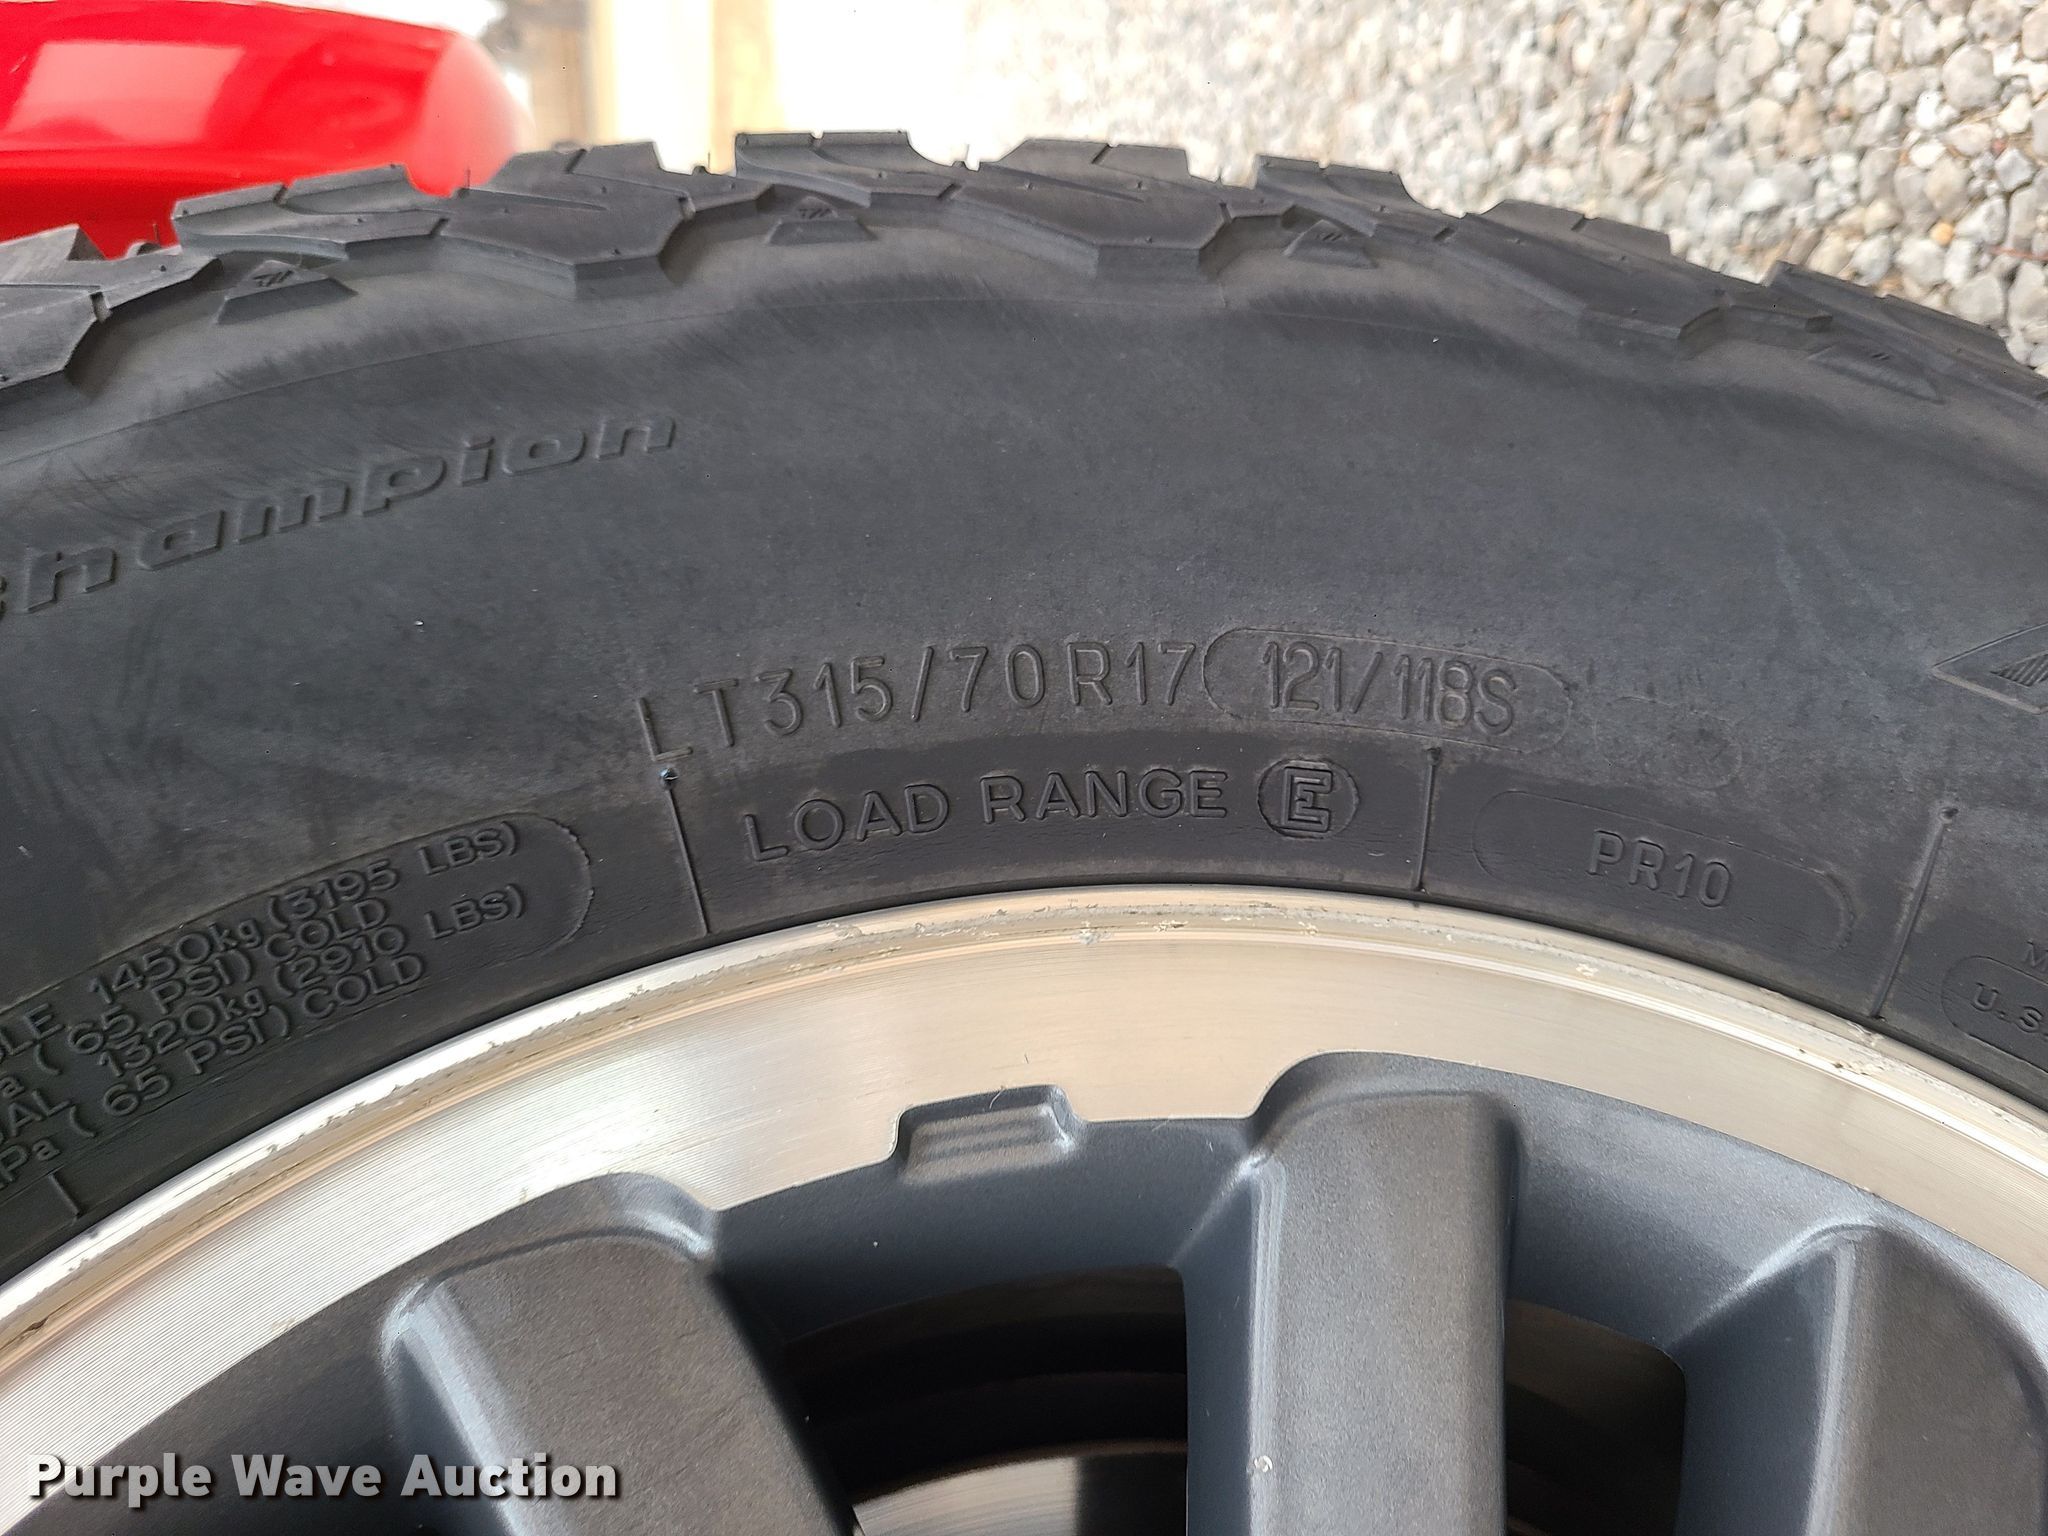 champion
LT315/70R17 121/118S
LOAD RANGE E
PR10
1450kg (3195 LBS)
( 65 PSI) COLD
1320kg (2910 LBS)
( 65 PSI) COLD
U.S.
Purple Wave Auction